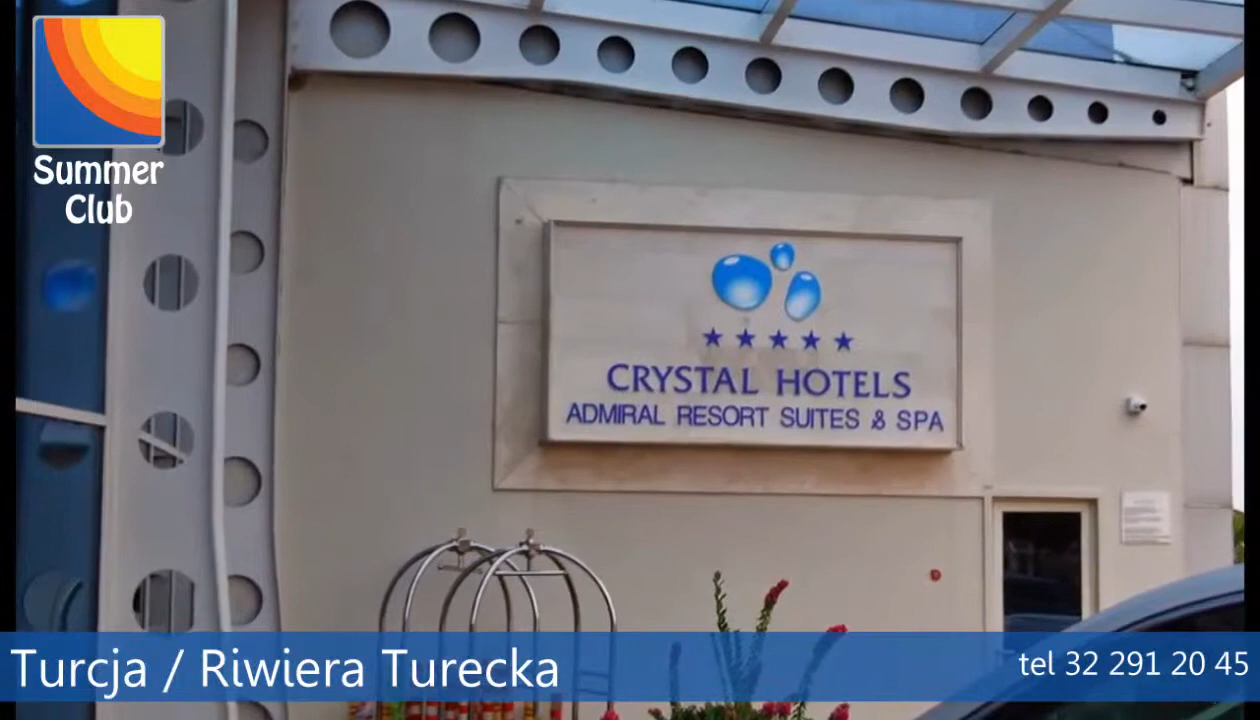 Summer
Club
CRYSTAL HOTELS
ADMIRAL RESORT SUITES & SPA
Turcja / Riwiera Turecka
tel 32 291 20 45